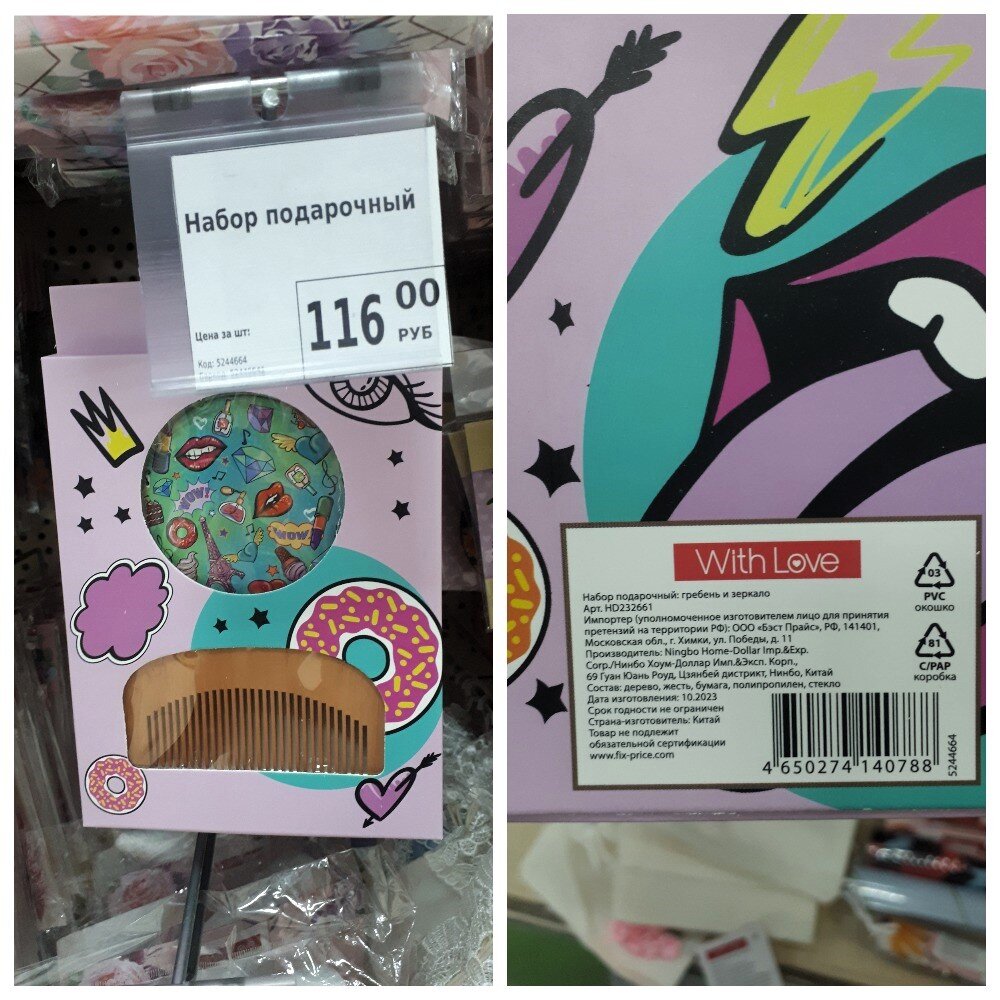 Набор подарочный
116 00
РУБ
Цена за шт:
Код: 5244664
WOW!
WOW!
With Love
Набор подарочный: гребень и зеркало
Арт. HD232661
Импортер (уполномоченное изготовителем лицо для принятия
претензий на территории РФ): ООО «Бэст Прайс», РФ, 141401,
Московская обл., г. Химки, ул. Победы, д. 11
Производитель: Ningbo Home-Dollar Imp.&Exp.
Corp./Нинбо Хоум-Доллар Имп.&Эксп. Корп.,
69 Гуан Юань Роуд, Цзянбей дистрикт, Нинбо, Китай
Состав: дерево, жесть, бумага, полипропилен, стекло
Дата изготовления: 10.2023
Срок годности не ограничен
Страна-изготовитель: Китай
Товар не подлежит
обязательной сертификации
www.fix-price.com
03
PVC
окошко
81
C/PAP
коробка
4 650274 140788
5244664